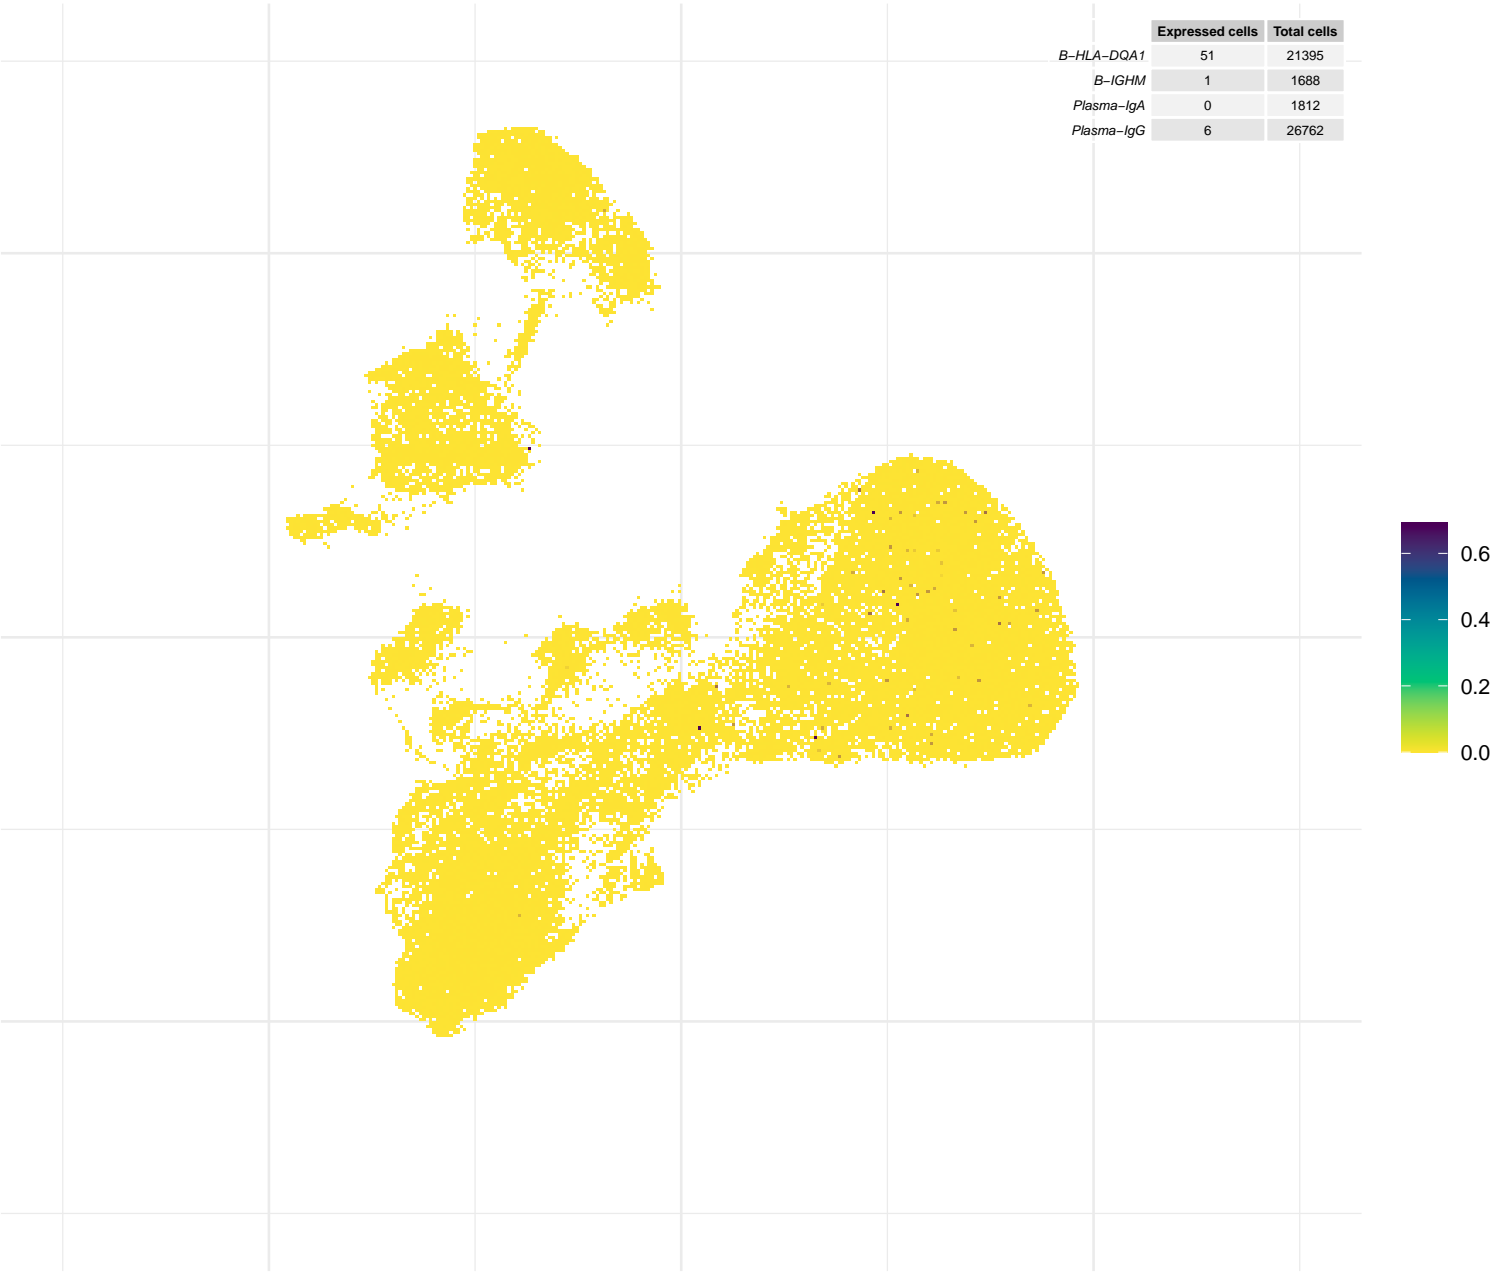 Expressed cells Total cells
B−HLA−DQA1 51 21395
B−IGHM 1 1688
Plasma−IgA 0 1812
Plasma−IgG 6 26762
0.6
0.4
0.2
0.0